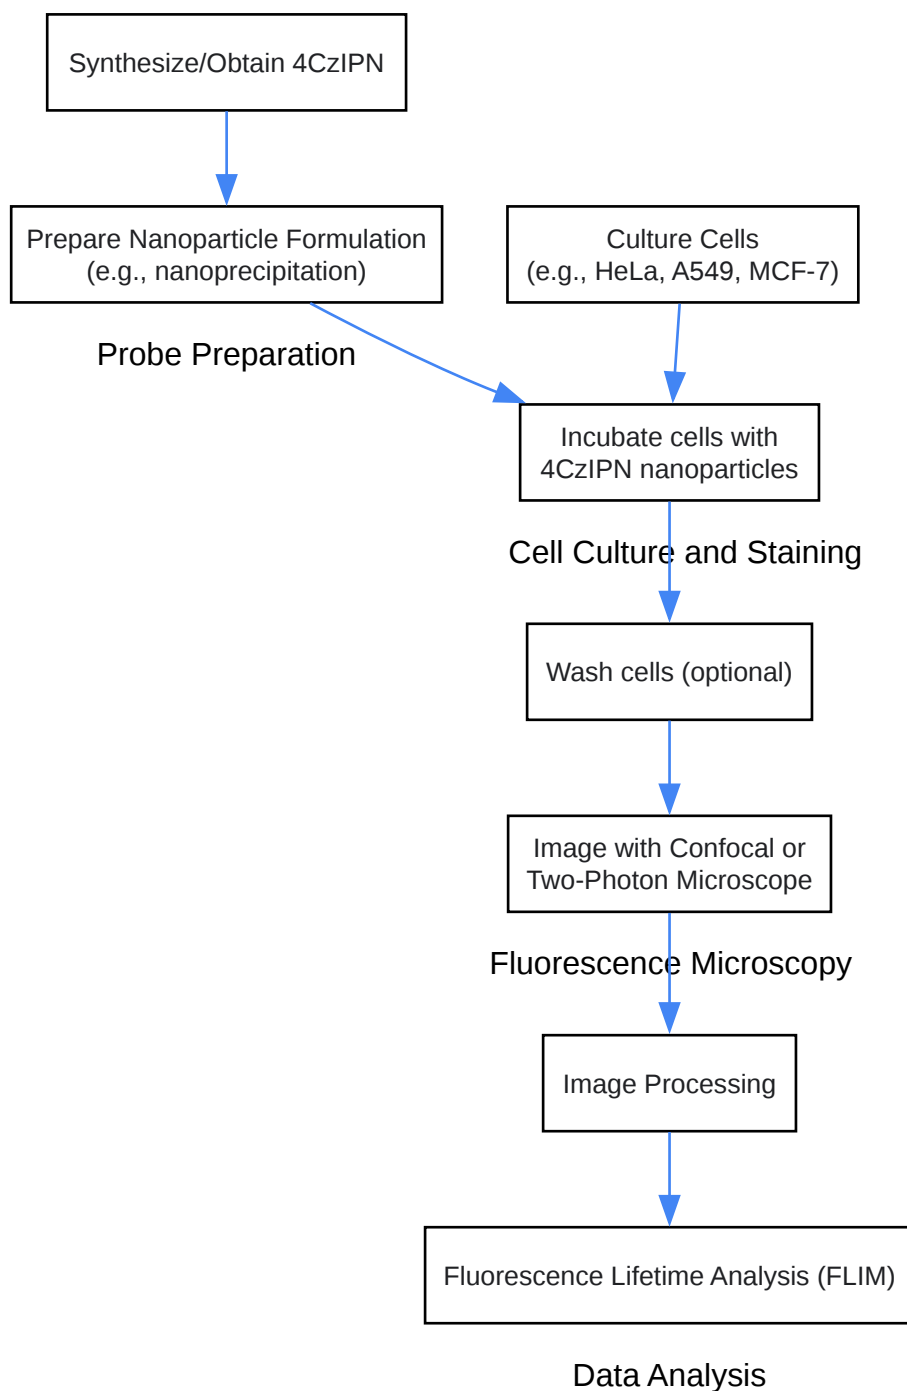 Synthesize/Obtain 4CzIPN
Prepare Nanoparticle Formulation
(e.g., nanoprecipitation)
Culture Cells
(e.g., HeLa, A549, MCF-7)
Probe Preparation
Incubate cells with
4CzIPN nanoparticles
Cell Culture and Staining
Wash cells (optional)
Image with Confocal or
Two-Photon Microscope
Fluorescence Microscopy
Image Processing
Fluorescence Lifetime Analysis (FLIM)
Data Analysis